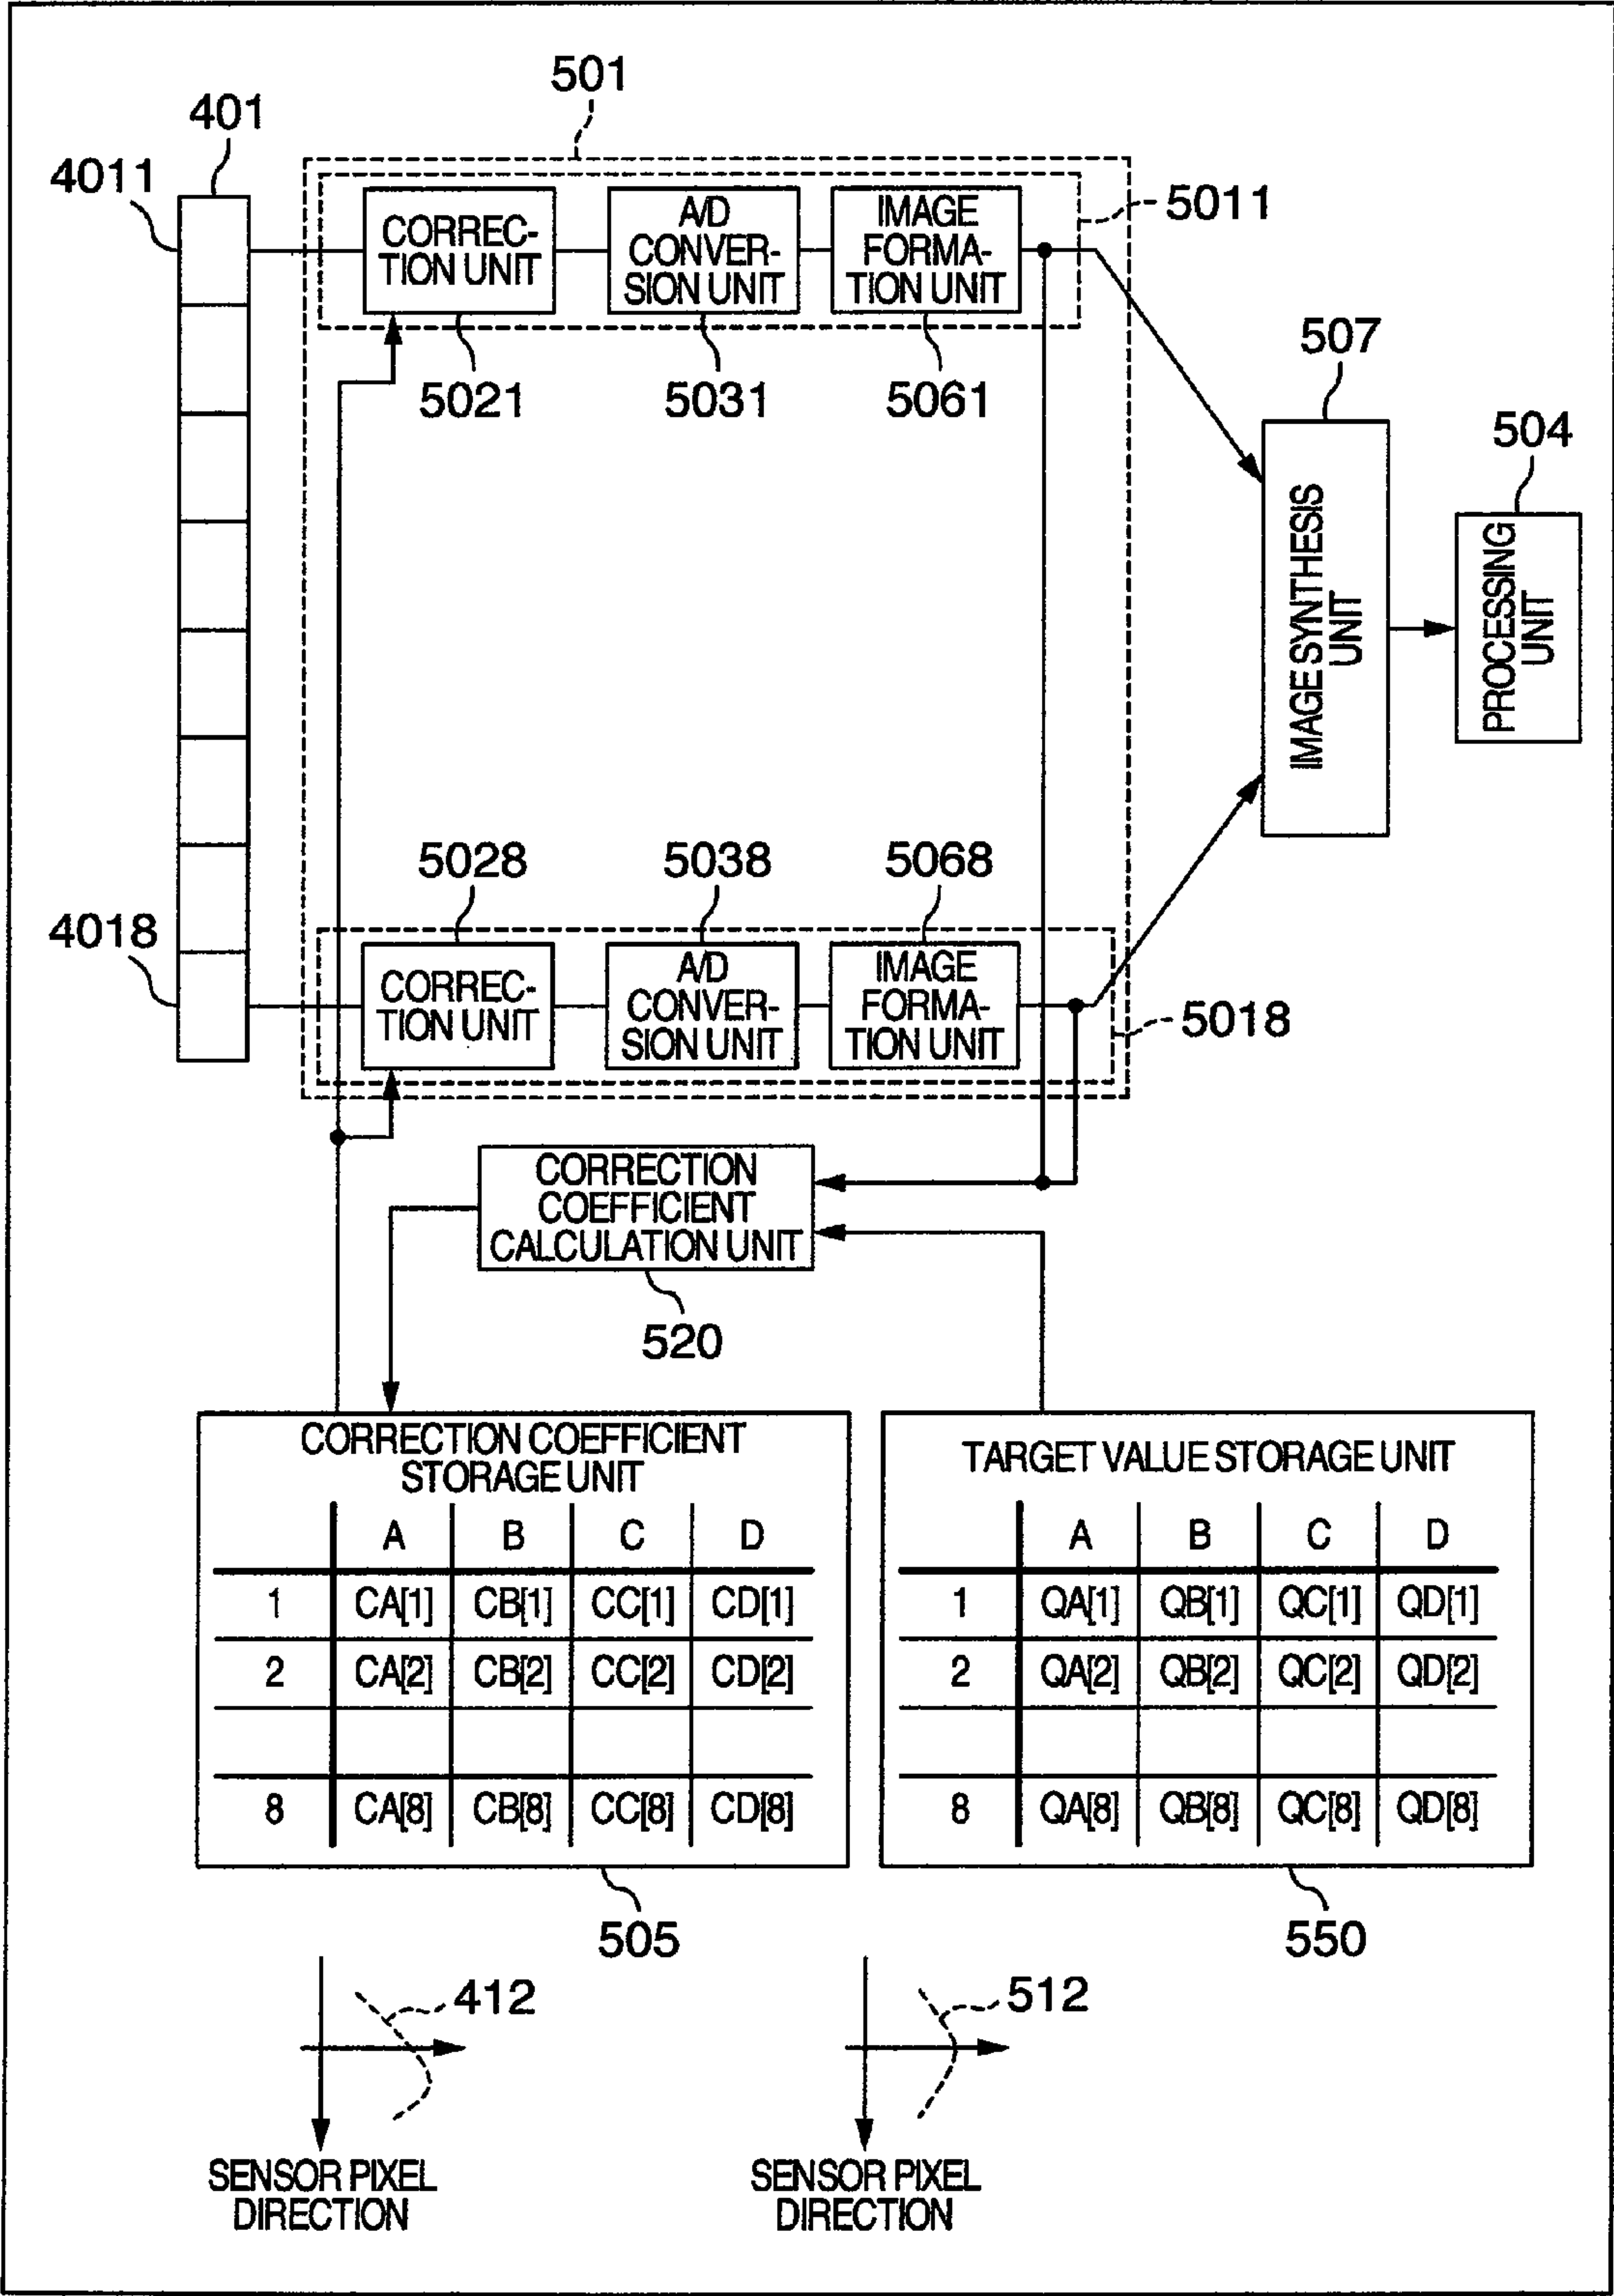 501
401
4011
CORREC-
TION UNIT
A/D
CONVER-
SION UNIT
IMAGE
FORMA-
TION UNIT
5011
5021
5031
5061
507
504
IMAGE SYNTHESIS
UNIT
PROCESSING
UNIT
5028
5038
5068
4018
CORREC-
TION UNIT
A/D
CONVER-
SION UNIT
IMAGE
FORMA-
TION UNIT
5018
CORRECTION
COEFFICIENT
CALCULATION UNIT
520
CORRECTION COEFFICIENT
STORAGE UNIT
A B C D
1 CA[1] CB[1] CC[1] CD[1]
2 CA[2] CB[2] CC[2] CD[2]
8 CA[8] CB[8] CC[8] CD[8]
505
TARGET VALUE STORAGE UNIT
A B C D
1 QA[1] QB[1] QC[1] QD[1]
2 QA[2] QB[2] QC[2] QD[2]
8 QA[8] QB[8] QC[8] QD[8]
550
412
SENSOR PIXEL
DIRECTION
512
SENSOR PIXEL
DIRECTION